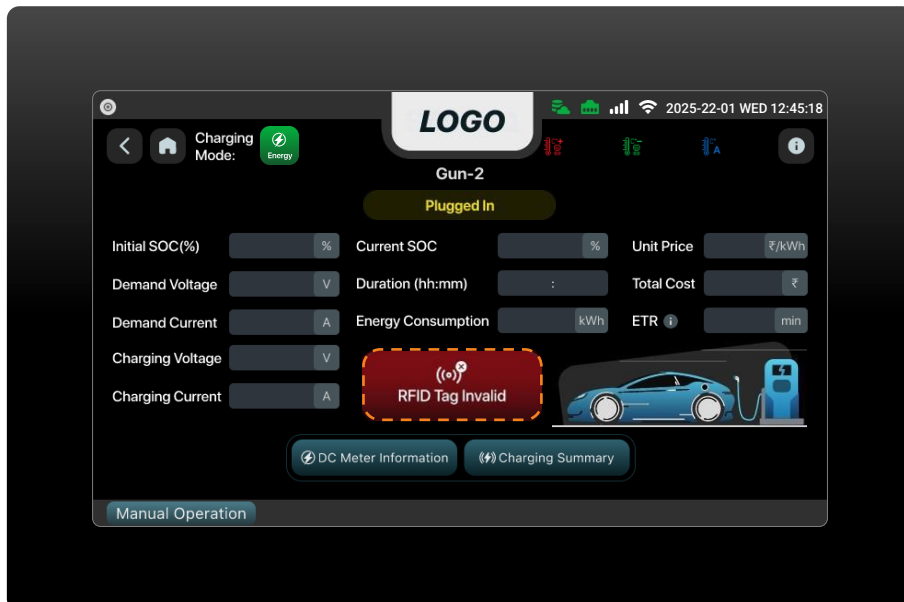 LOGO
2025-22-01 WED 12:45:18
Charging
Mode:
Energy
A
Gun-2
Plugged In
Initial SOC(%) %
Current SOC %
Unit Price ₹/kWh
Demand Voltage V
Duration (hh:mm) :
Total Cost ₹
Demand Current A
Energy Consumption kWh
ETR i min
Charging Voltage V
Charging Current A
RFID Tag Invalid
DC Meter Information
Charging Summary
Manual Operation